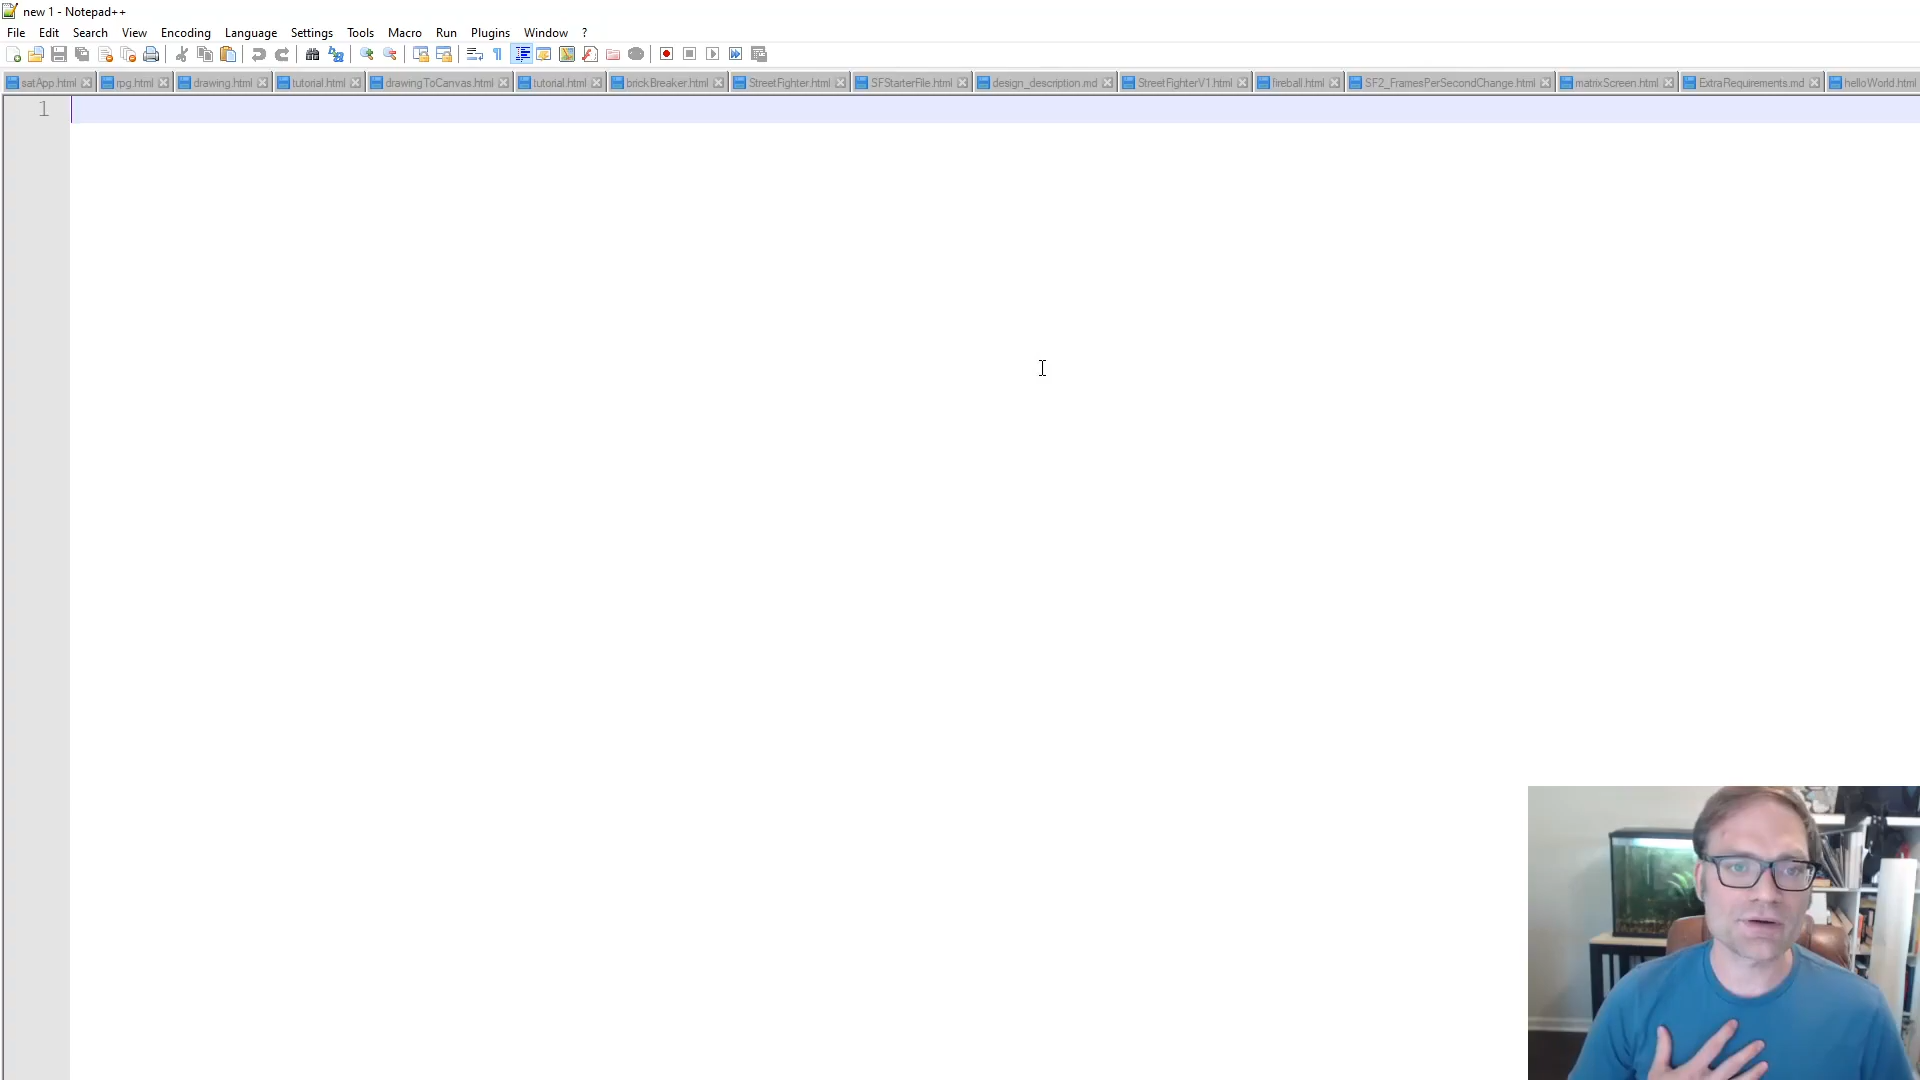 new 1 - Notepad++
File Edit Search View Encoding Language Settings Tools Macro Run Plugins Window ?
satApp.html rpg.html drawing.html tutorial.html drawingToCanvas.html tutorial.html brickBreaker.html StreetFighter.html SFStarterFile.html design_description.md StreetFighterV1.html fireball.html SF2_FramesPerSecondChange.html matrixScreen.html ExtraRequirements.md helloWorld.html
1